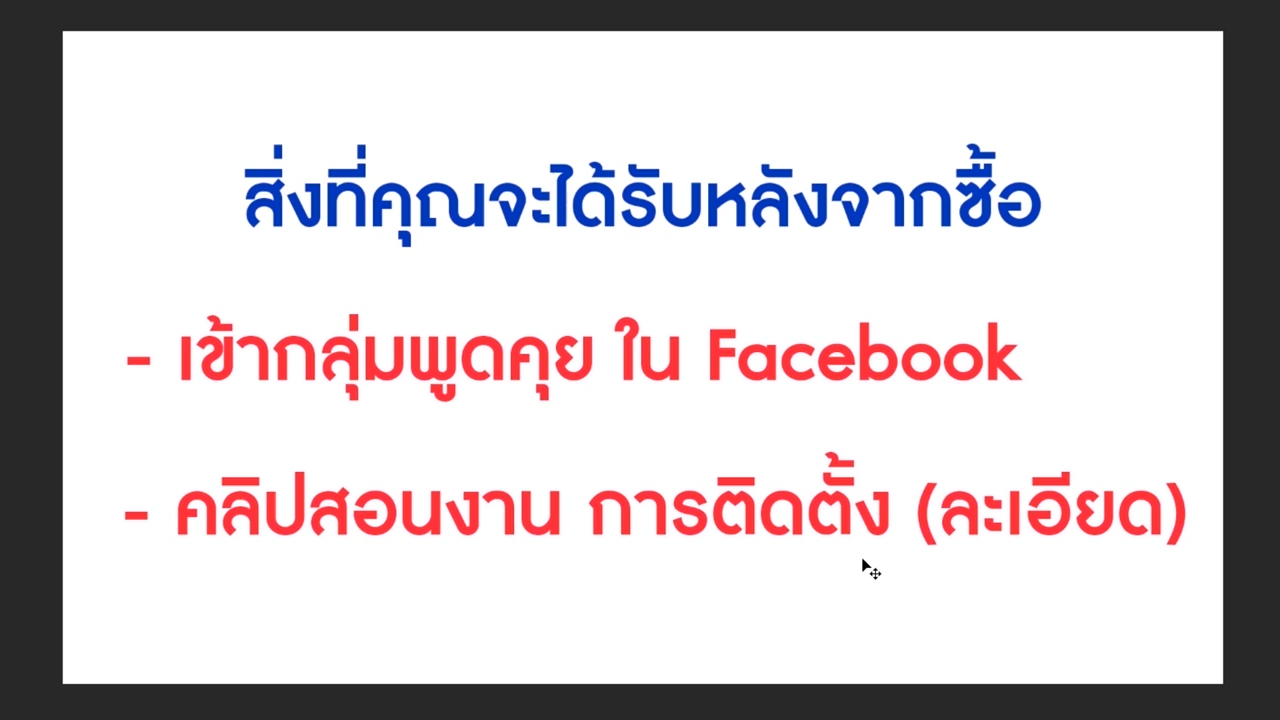 สิ่งที่คุณจะได้รับหลังจากซื้อ
- เข้ากลุ่มพูดคุย ใน Facebook
- คลิปสอนงาน การติดตั้ง (ละเอียด)